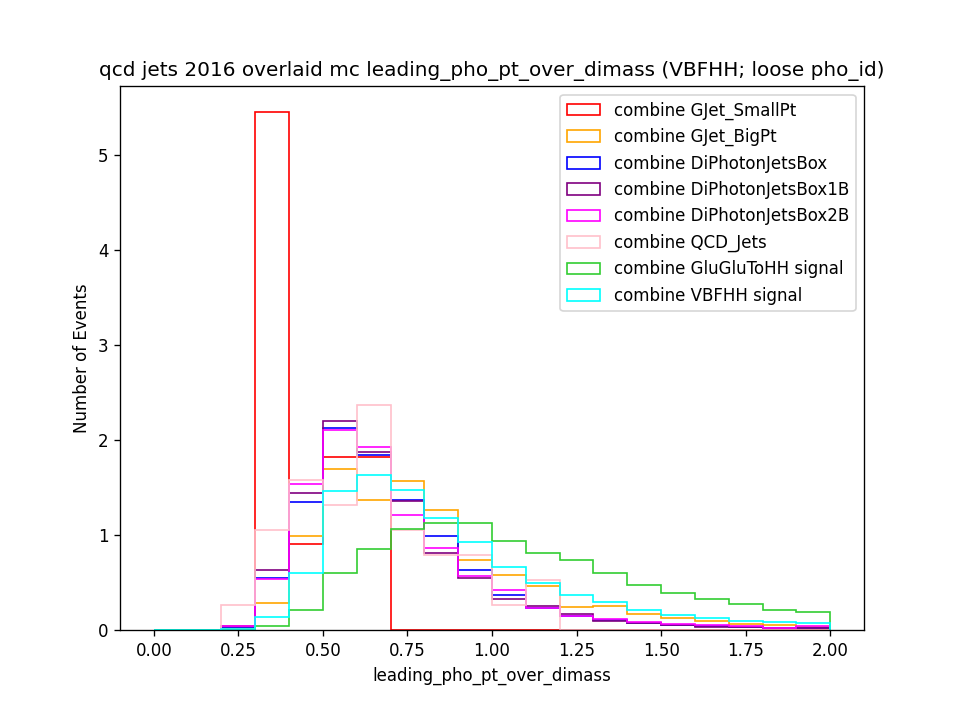 qcd jets 2016 overlaid mc leading_pho_pt_over_dimass (VBFHH; loose pho_id)
combine GJet_SmallPt
combine GJet_BigPt
combine DiPhotonJetsBox
combine DiPhotonJetsBox1B
combine DiPhotonJetsBox2B
combine QCD_Jets
combine GluGluToHH signal
combine VBFHH signal
Number of Events
5
4
3
2
1
0
0.00 0.25 0.50 0.75 1.00 1.25 1.50 1.75 2.00
leading_pho_pt_over_dimass